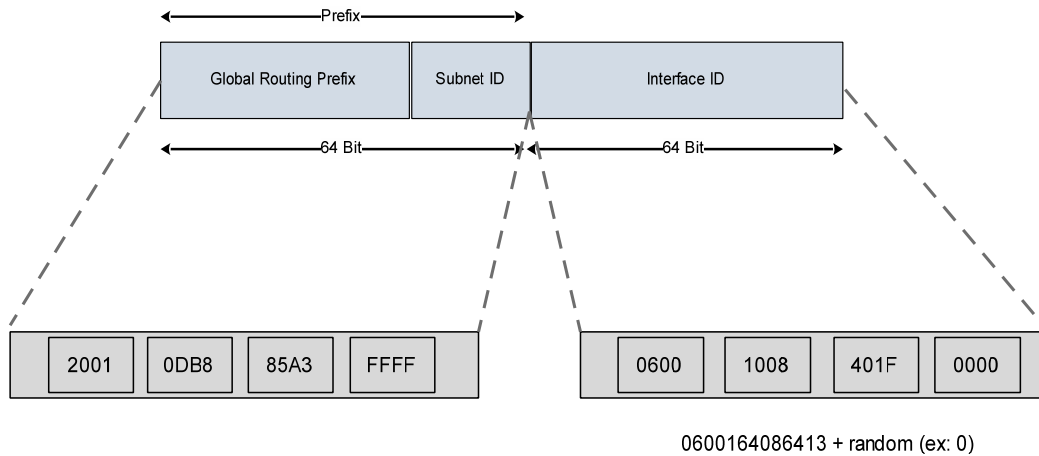 Prefix
Global Routing Prefix Subnet ID Interface ID
64 Bit 64 Bit
2001 0DB8 85A3 FFFF 0600 1008 401F 0000
0600164086413 + random (ex: 0)